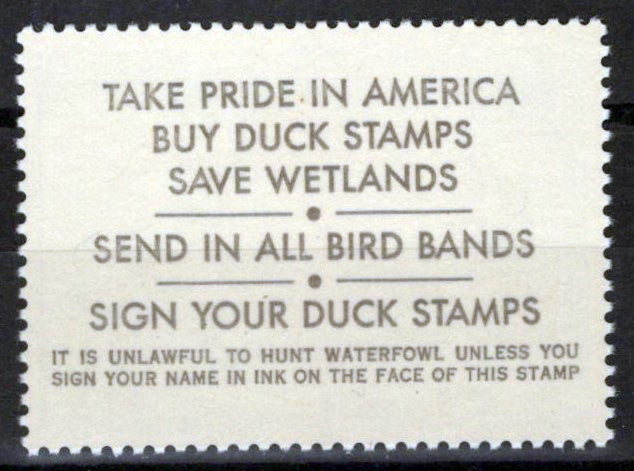 TAKE PRIDE IN AMERICA
BUY DUCK STAMPS
SAVE WETLANDS
SEND IN ALL BIRD BANDS
SIGN YOUR DUCK STAMPS
IT IS UNLAWFUL TO HUNT WATERFOWL UNLESS YOU
SIGN YOUR NAME IN INK ON THE FACE OF THIS STAMP